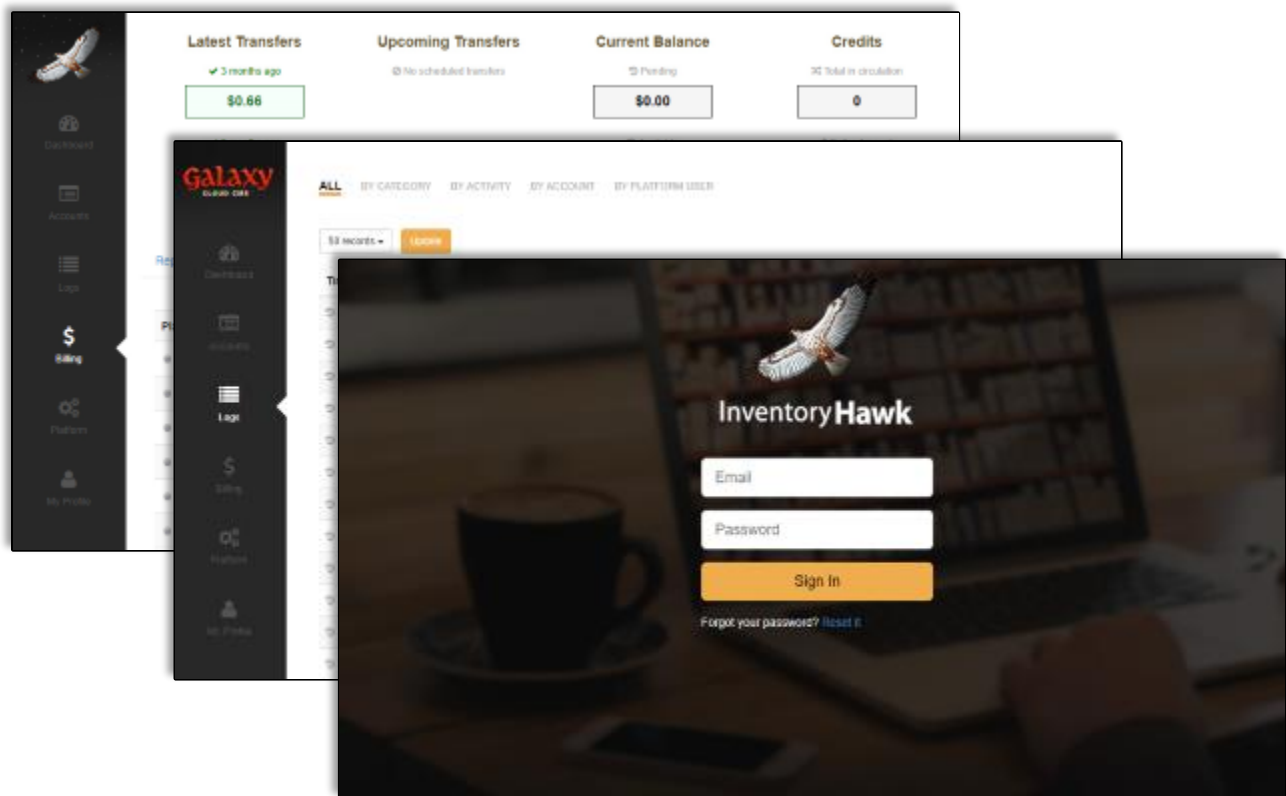 Latest Transfers
Upcoming Transfers
Current Balance
Credits
3 months ago
No scheduled transfers
Pending
Total in circulation
$0.66
$0.00
0
Dashboard
Accounts
Logs
$
Billing
Platform
My Profile
Galaxy
CLOUD CMS
ALL
BY CATEGORY
BY ACTIVITY
BY ACCOUNT
BY PLATFORM USER
50 records
Update
Dashboard
Accounts
Logs
$
Billing
Platform
My Profile
InventoryHawk
Email
Password
Sign In
Forgot your password? Reset it